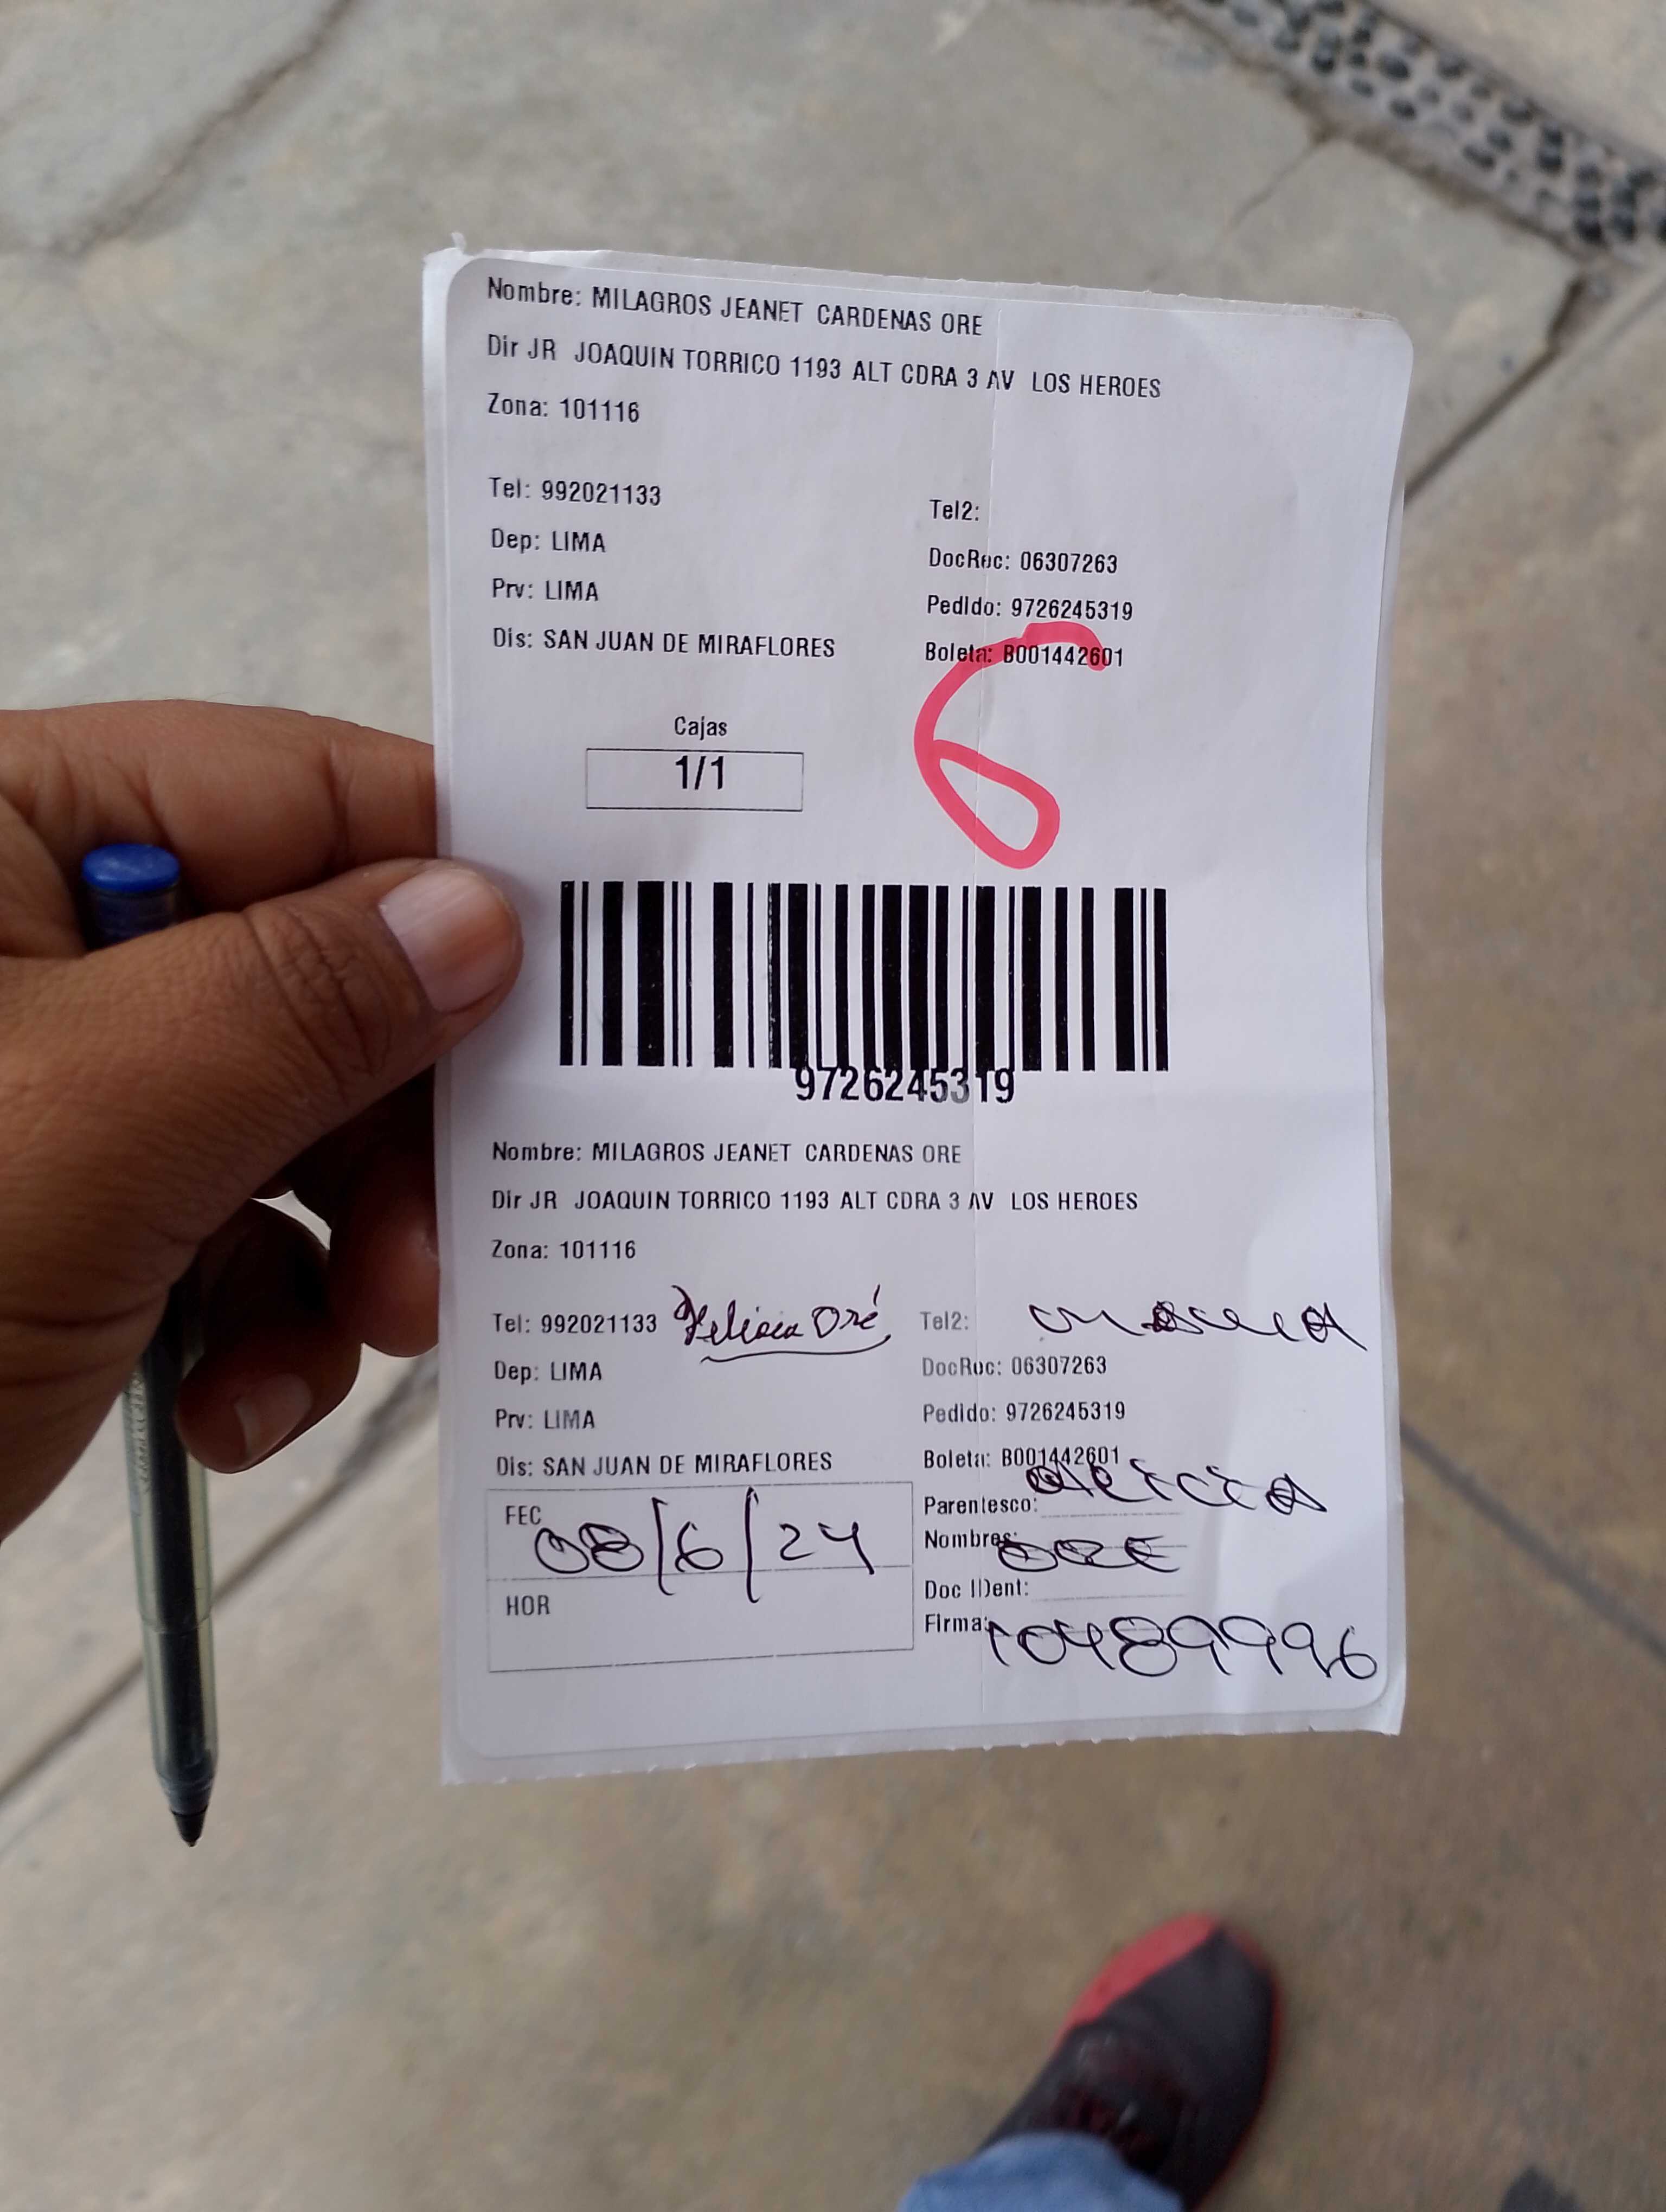 Nombre: MILAGROS JEANET CARDENAS ORE
Dir JR JOAQUIN TORRICO 1193 ALT CDRA 3 AV LOS HEROES
Zona: 101116
Tel: 992021133 Tel2:
Dep: LIMA DocRec: 06307263
Prv: LIMA Pedido: 9726245319
Dis: SAN JUAN DE MIRAFLORES Boleta: B001442601
6
Cajas
1/1
9726245319
Nombre: MILAGROS JEANET CARDENAS ORE
Dir JR JOAQUIN TORRICO 1193 ALT CDRA 3 AV LOS HEROES
Zona: 101116
Tel: 992021133 Oré Tel2:
Dep: LIMA DocRec: 06307263
Prv: LIMA Pedido: 9726245319
Dis: SAN JUAN DE MIRAFLORES Boleta: B001442601
Parentesco:
FEC 08/6/24
Nombres: ORE
Doc IDent:
HOR
Firma: 10489996